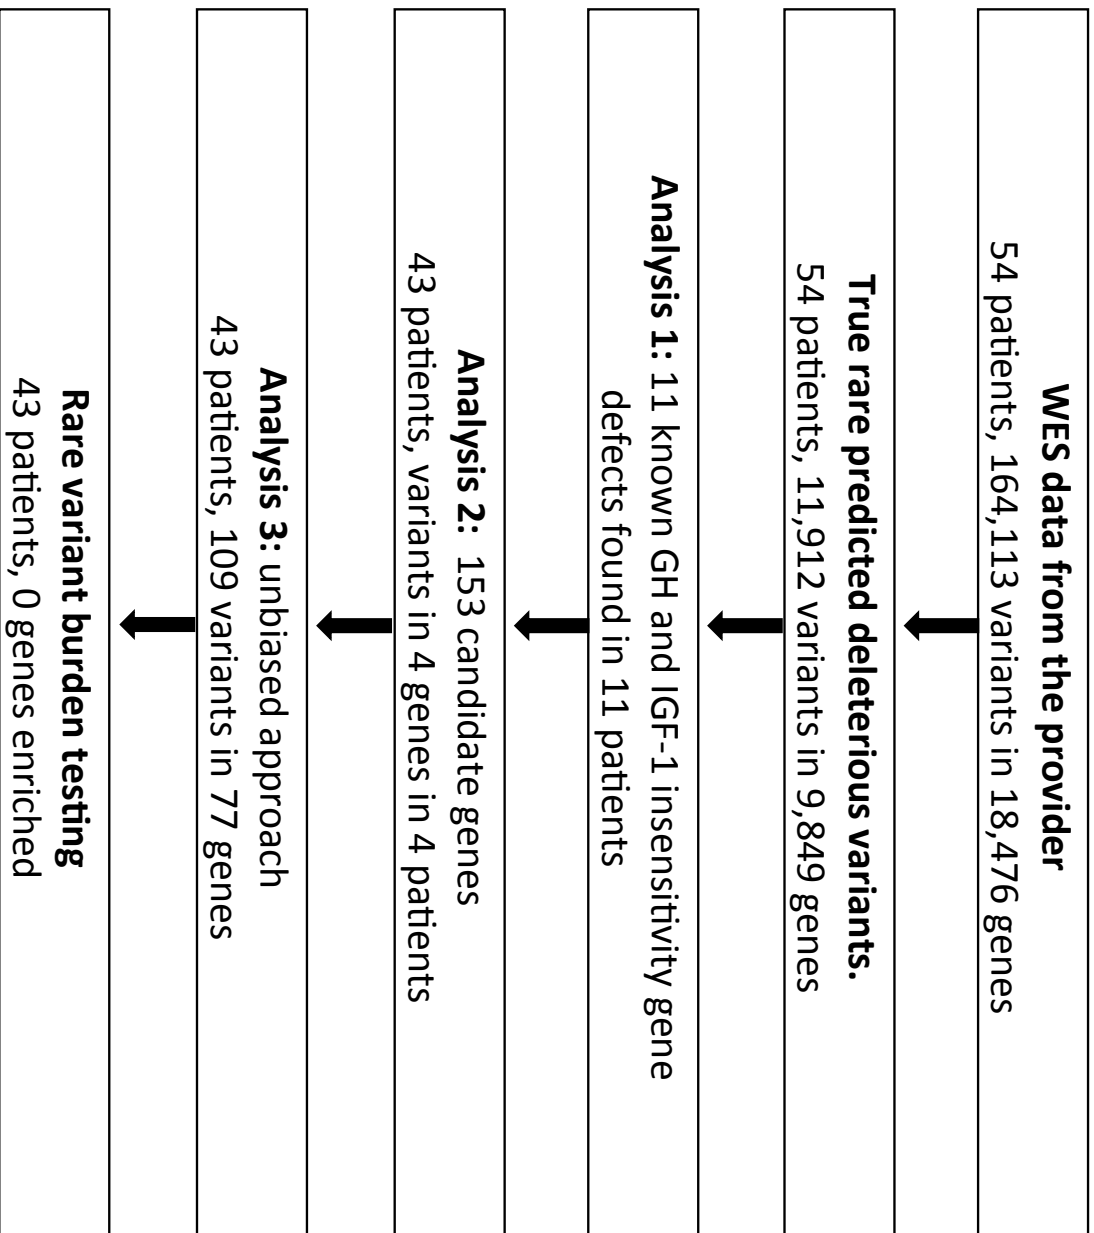 WES data from the provider
54 patients, 164,113 variants in 18,476 genes
True rare predicted deleterious variants.
54 patients, 11,912 variants in 9,849 genes
Analysis 1: 11 known GH and IGF-1 insensitivity gene
defects found in 11 patients
Analysis 2: 153 candidate genes
43 patients, variants in 4 genes in 4 patients
Analysis 3: unbiased approach
43 patients, 109 variants in 77 genes
Rare variant burden testing
43 patients, 0 genes enriched